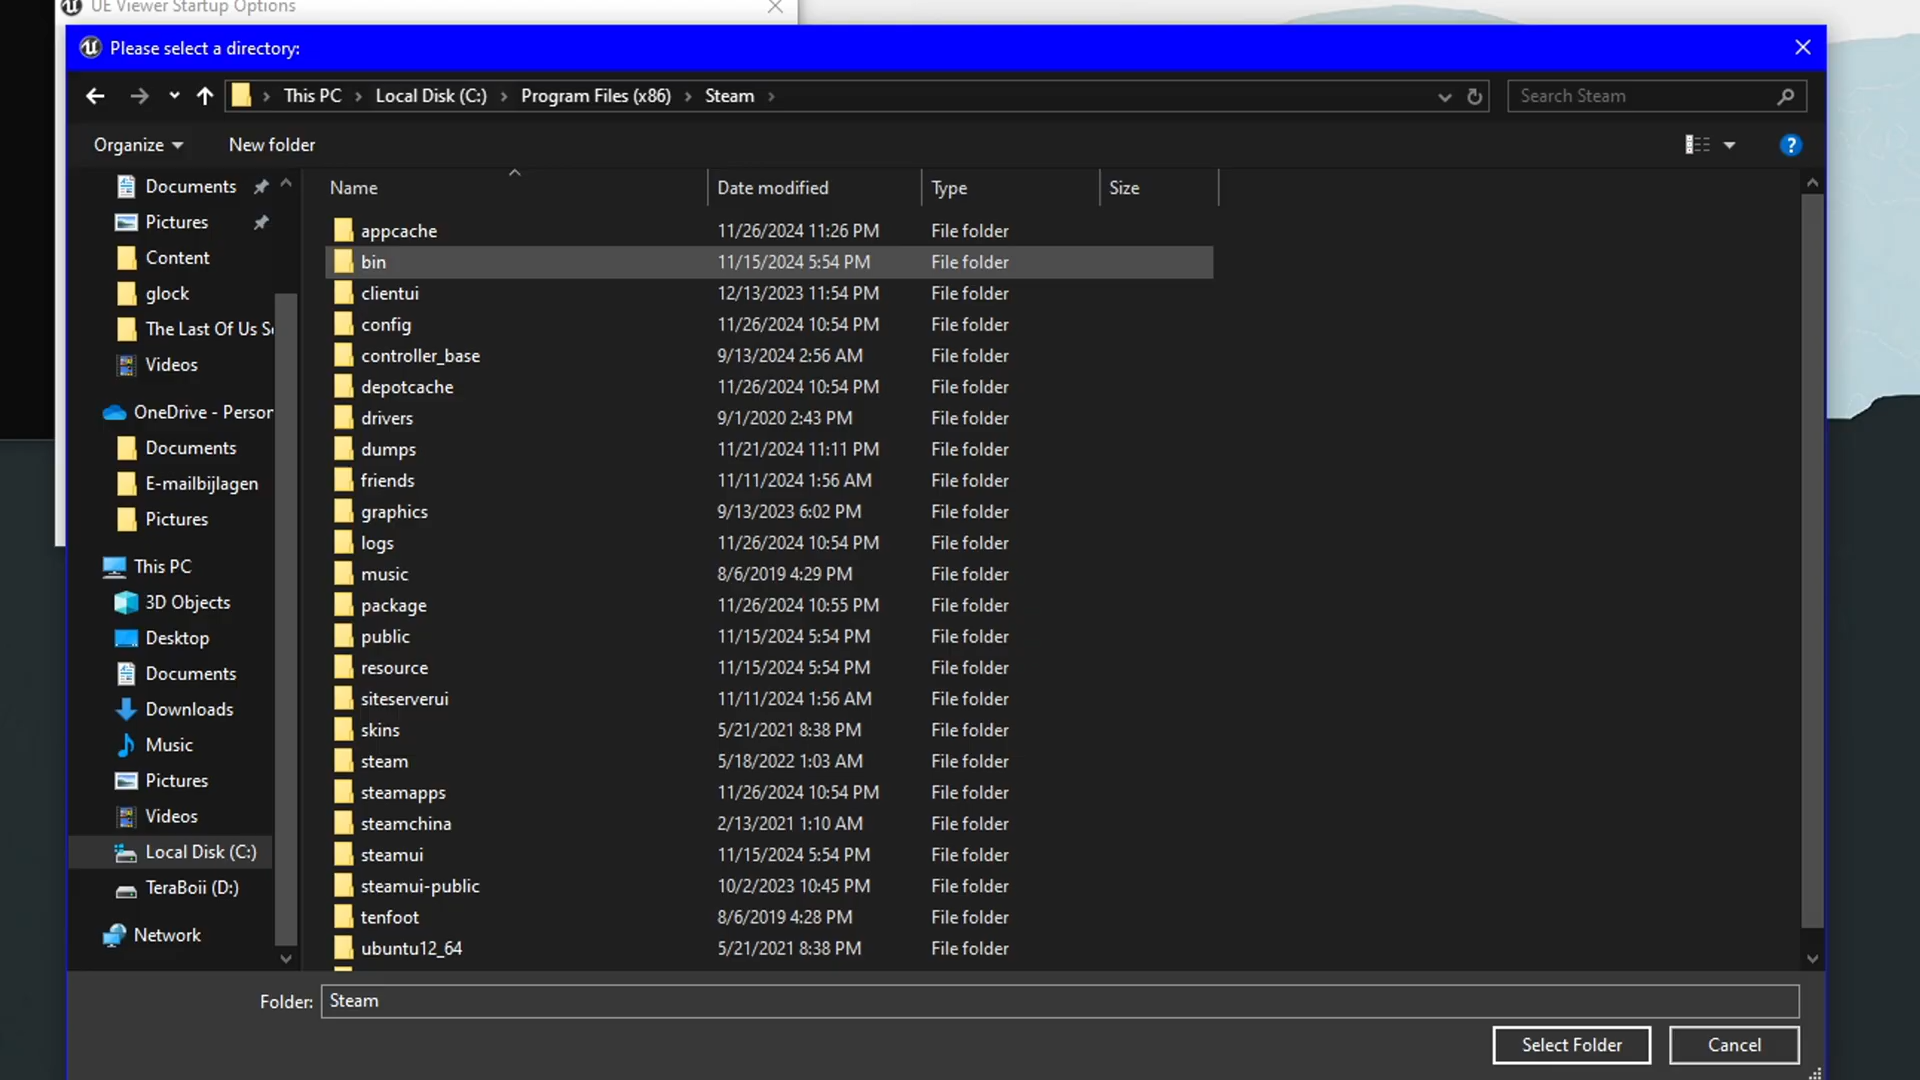 UE Viewer Startup Options
Please select a directory:
This PC > Local Disk (C:) > Program Files (x86) > Steam >
Search Steam
Organize
New folder
Name Date modified Type Size
Documents
Pictures
Content
glock
The Last Of Us S
Videos
OneDrive - Person
Documents
E-mailbijlagen
Pictures
This PC
3D Objects
Desktop
Documents
Downloads
Music
Pictures
Videos
Local Disk (C:)
TeraBoii (D:)
Network
appcache 11/26/2024 11:26 PM File folder
bin 11/15/2024 5:54 PM File folder
clientui 12/13/2023 11:54 PM File folder
config 11/26/2024 10:54 PM File folder
controller_base 9/13/2024 2:56 AM File folder
depotcache 11/26/2024 10:54 PM File folder
drivers 9/1/2020 2:43 PM File folder
dumps 11/21/2024 11:11 PM File folder
friends 11/11/2024 1:56 AM File folder
graphics 9/13/2023 6:02 PM File folder
logs 11/26/2024 10:54 PM File folder
music 8/6/2019 4:29 PM File folder
package 11/26/2024 10:55 PM File folder
public 11/15/2024 5:54 PM File folder
resource 11/15/2024 5:54 PM File folder
siteserverui 11/11/2024 1:56 AM File folder
skins 5/21/2021 8:38 PM File folder
steam 5/18/2022 1:03 AM File folder
steamapps 11/26/2024 10:54 PM File folder
steamchina 2/13/2021 1:10 AM File folder
steamui 11/15/2024 5:54 PM File folder
steamui-public 10/2/2023 10:45 PM File folder
tenfoot 8/6/2019 4:28 PM File folder
ubuntu12_64 5/21/2021 8:38 PM File folder
Folder: Steam
Select Folder
Cancel